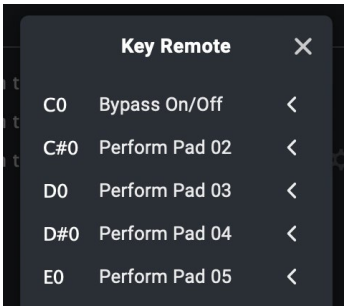 Key Remote
C0 Bypass On/Off
C#0 Perform Pad 02
D0 Perform Pad 03
D#0 Perform Pad 04
E0 Perform Pad 05